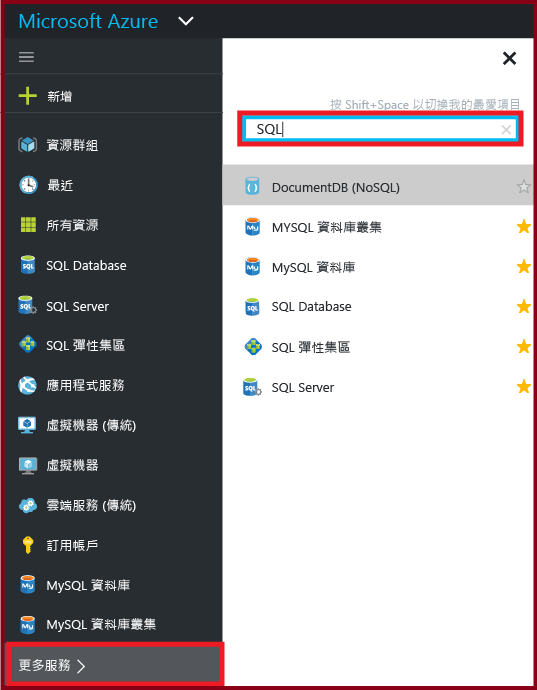 Microsoft Azure
新增
資源群組
最近
所有資源
SQL Database
SQL Server
SQL 彈性集區
應用程式服務
虛擬機器 (傳統)
虛擬機器
雲端服務 (傳統)
訂用帳戶
MySQL 資料庫
MySQL 資料庫叢集
更多服務
按 Shift+Space 以切換我的最愛項目
SQL
DocumentDB (NoSQL)
MYSQL 資料庫叢集
MySQL 資料庫
SQL Database
SQL 彈性集區
SQL Server